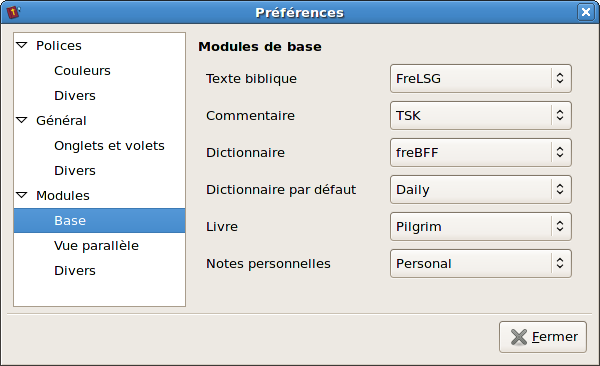 Préférences
Polices
Couleurs
Divers
Général
Onglets et volets
Divers
Modules
Base
Vue parallèle
Divers
Modules de base
Texte biblique FreLSG
Commentaire TSK
Dictionnaire freBFF
Dictionnaire par défaut Daily
Livre Pilgrim
Notes personnelles Personal
Fermer